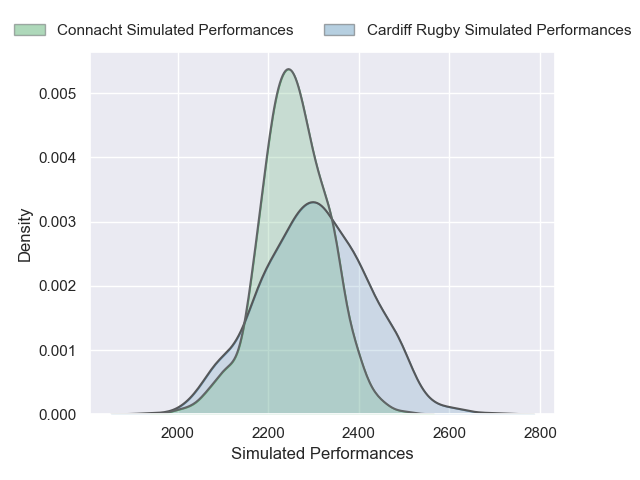 Connacht Simulated Performances Cardiff Rugby Simulated Performances
0.005
0.004
0.003
0.002
0.001
0.000
Density
2000 2200 2400 2600 2800
Simulated Performances